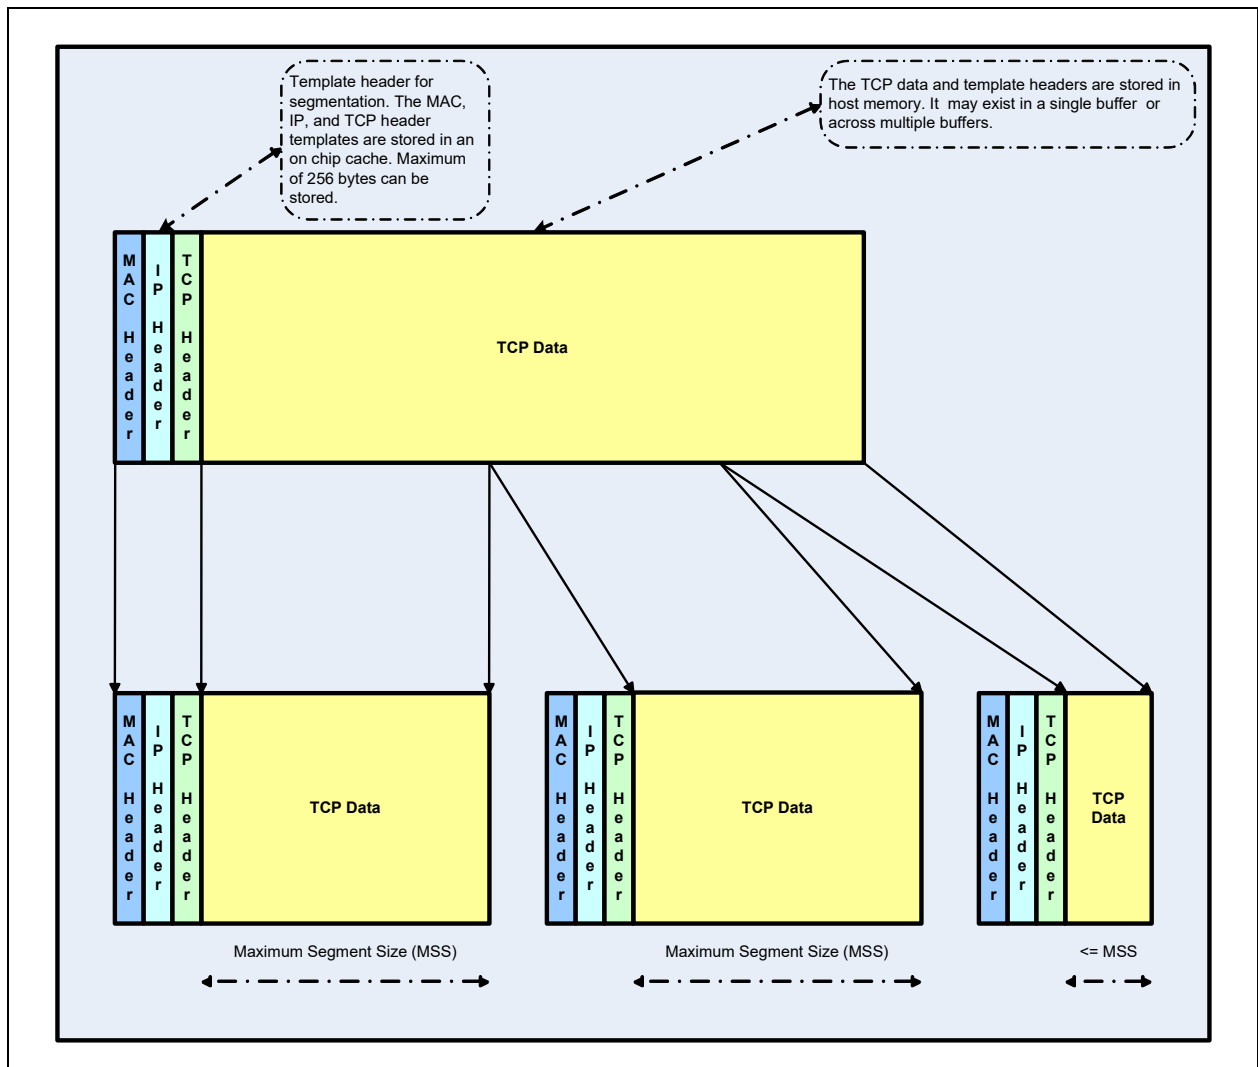 Template header for
segmentation. The MAC,
IP, and TCP header
templates are stored in an
on chip cache. Maximum
of 256 bytes can be
stored.
The TCP data and template headers are stored in
host memory. It may exist in a single buffer or
across multiple buffers.
MAC Header
IP Header
TCP Header
TCP Data
MAC Header
IP Header
TCP Header
TCP Data
MAC Header
IP Header
TCP Header
TCP Data
MAC Header
IP Header
TCP Header
TCP
Data
Maximum Segment Size (MSS)
Maximum Segment Size (MSS)
<= MSS